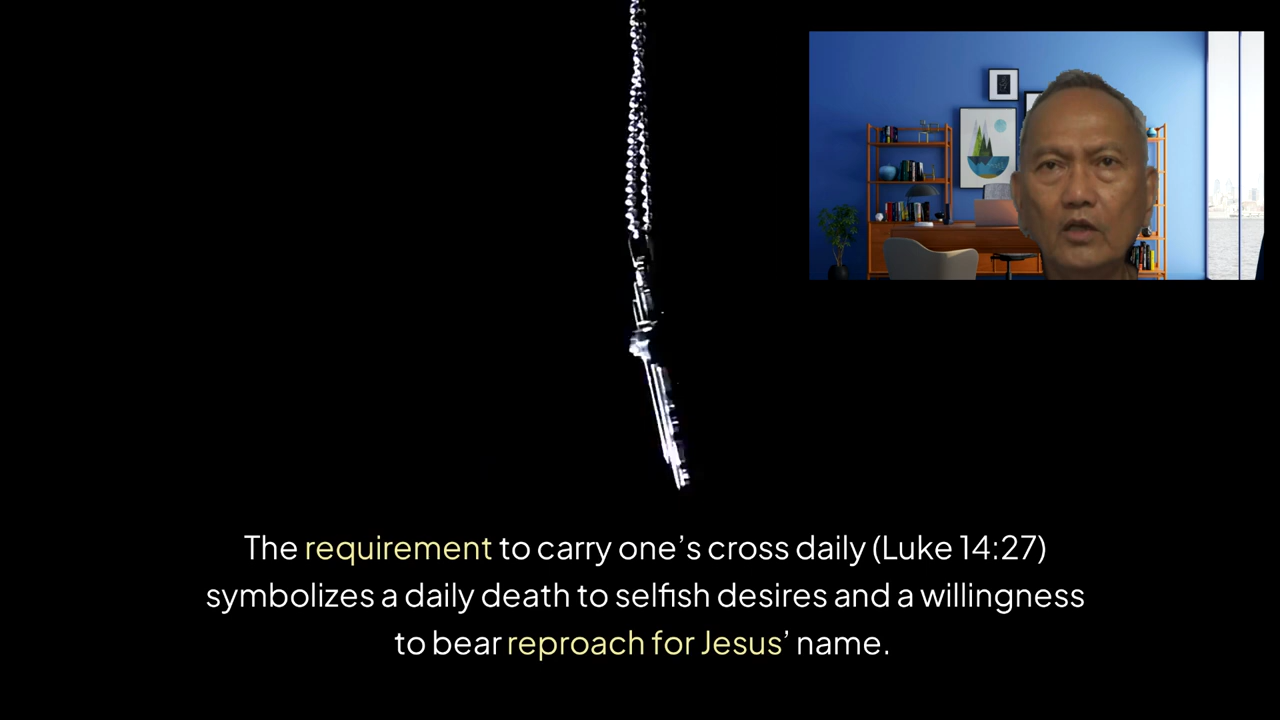 The requirement to carry one’s cross daily (Luke 14:27)
symbolizes a daily death to selfish desires and a willingness
to bear reproach for Jesus’ name.